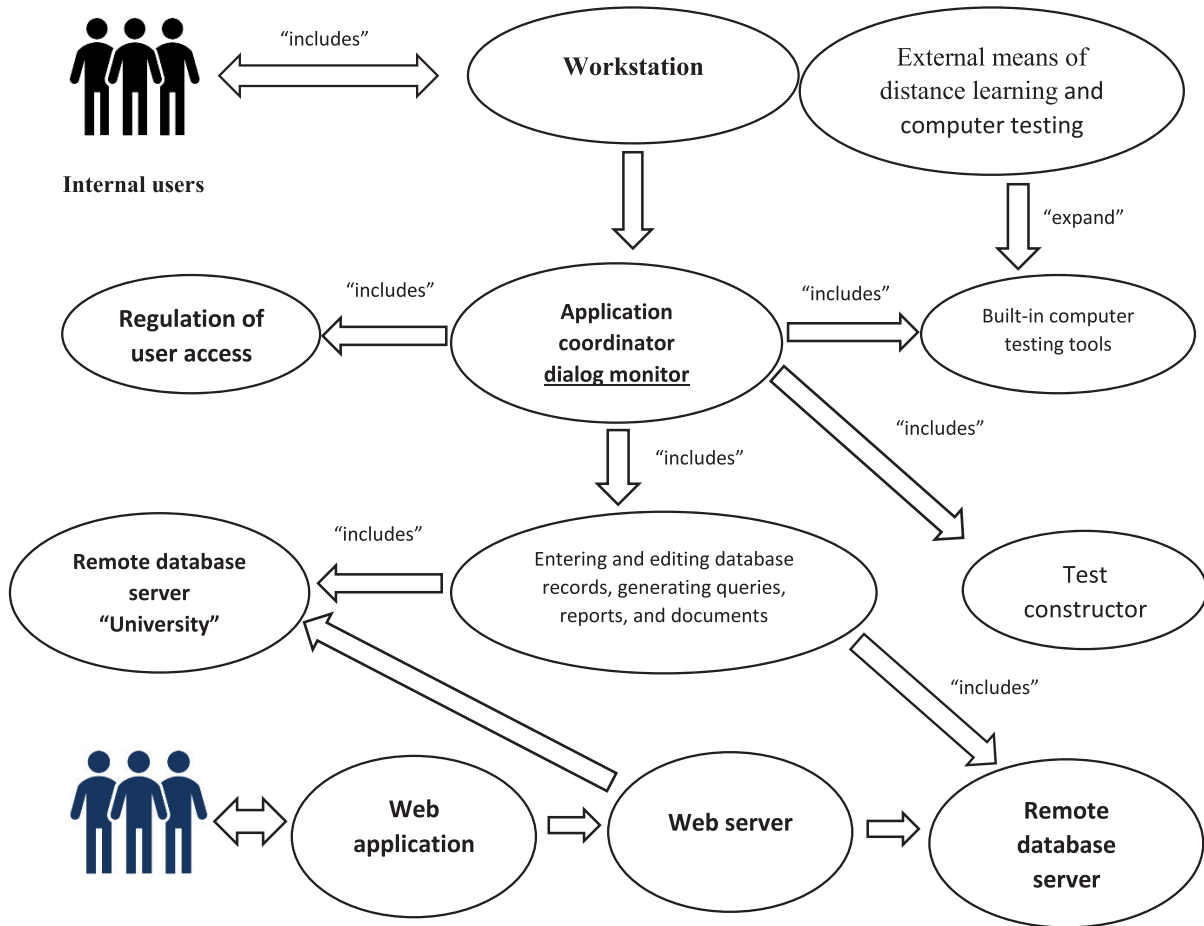 “includes”
Workstation
External means of
distance learning and
computer testing
Internal users
“expand”
“includes”
“includes”
Regulation of
user access
Application
coordinator
dialog monitor
Built-in computer
testing tools
“includes”
“includes”
“includes”
Remote database
server
“University”
Entering and editing database
records, generating queries,
reports, and documents
Test
constructor
“includes”
Web
application
Web server
Remote
database
server